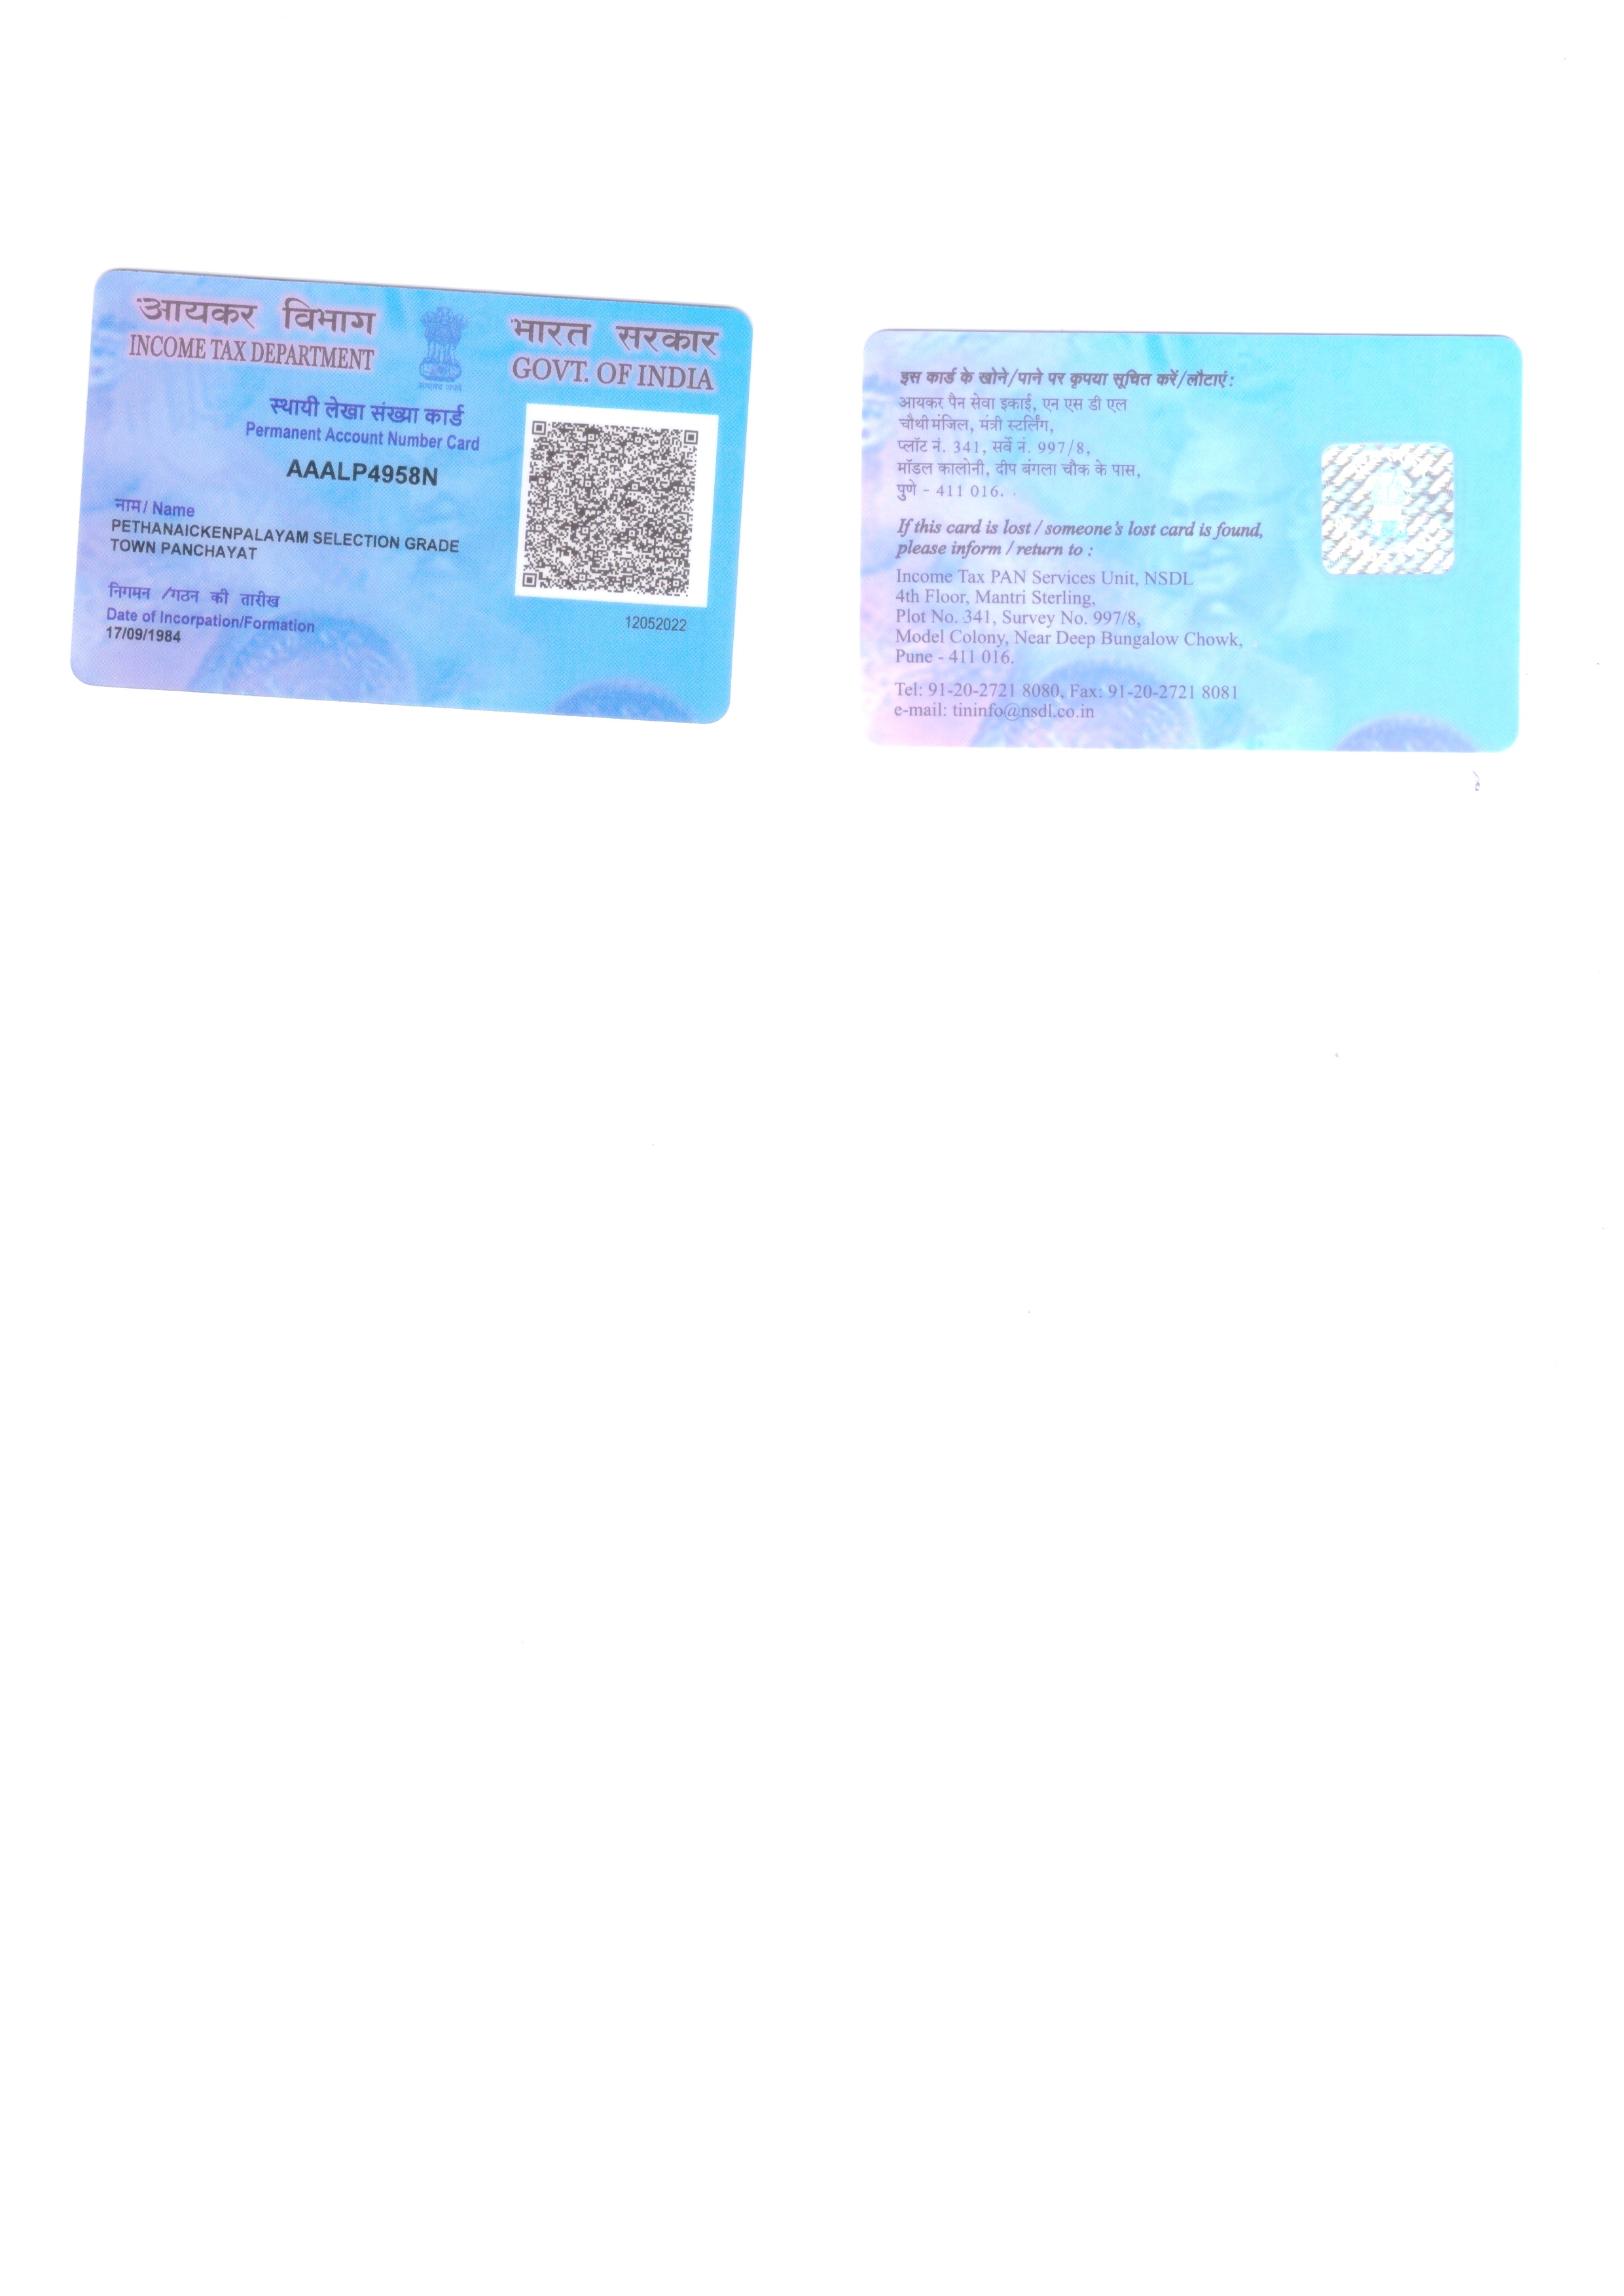 आयकर विभाग
INCOME TAX DEPARTMENT
भारत सरकार
GOVT. OF INDIA
स्थायी लेखा संख्या कार्ड
Permanent Account Number Card
AAALP4958N
नाम / Name
PETHANAICKENPALAYAM SELECTION GRADE
TOWN PANCHAYAT
निगमन /गठन की तारीख
Date of Incorpation/Formation
17/09/1984
12052022
इस कार्ड के खोने/पाने पर कृपया सूचित करें/लौटाएं:
आयकर पैन सेवा इकाई, एन एस डी एल
चौथी मंजिल, मंत्री स्टर्लिंग,
प्लॉट नं. 341, सर्वे नं. 997/8,
मॉडल कालोनी, दीप बंगला चौक के पास,
पुणे - 411 016.
If this card is lost / someone's lost card is found,
please inform / return to :
Income Tax PAN Services Unit, NSDL
4th Floor, Mantri Sterling,
Plot No. 341, Survey No. 997/8,
Model Colony, Near Deep Bungalow Chowk,
Pune - 411 016.
Tel: 91-20-2721 8080, Fax: 91-20-2721 8081
e-mail: tininfo@nsdl.co.in